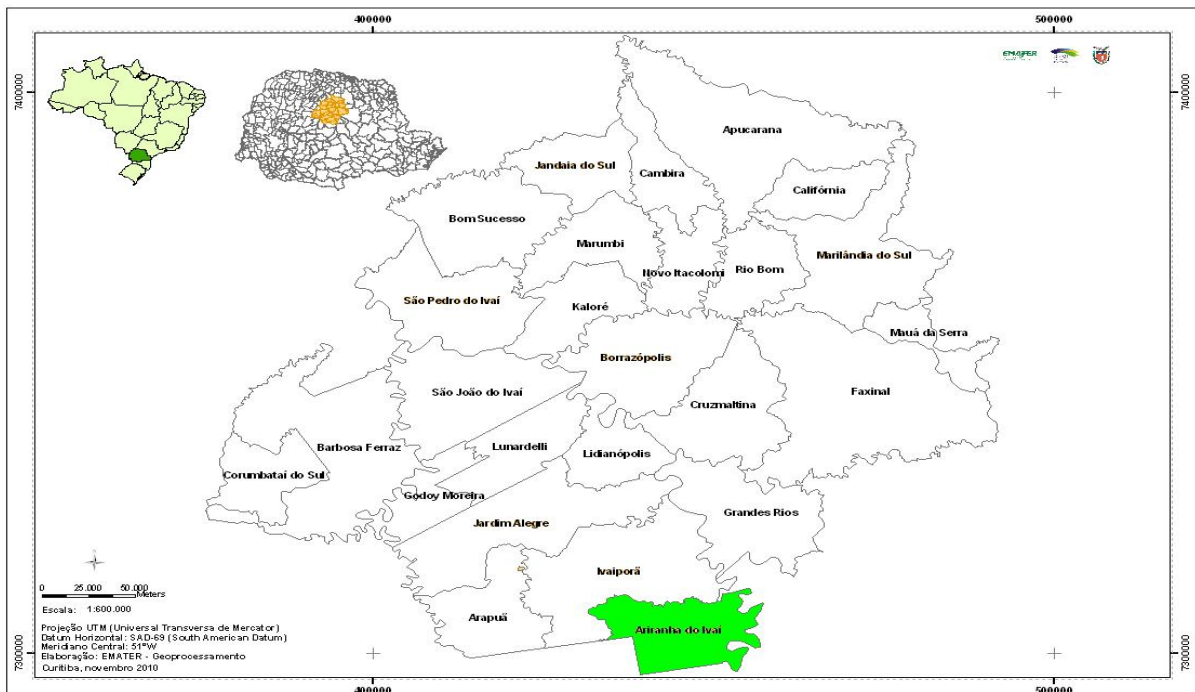 400000
500000
7400000
7400000
EMATER
Apucarana
Jandaia do Sul
Cambira
Califórnia
Bom Sucesso
Marumbi
Marilândia do Sul
Novo Itacolomi
Rio Bom
São Pedro do Ivaí
Kaloré
Mauá da Serra
Borrazópolis
São João do Ivaí
Faxinal
Cruzmaltina
Barbosa Ferraz
Lunardelli
Lidianópolis
Corumbataí do Sul
Godoy Moreira
Grandes Rios
Jardim Alegre
Ivaiporã
Arapuã
Ariranha do Ivaí
0 25.000 50.000
Meters
Escala: 1:600.000
Projeção UTM (Universal Transversa de Mercator)
Datum Horizontal: SAD-69 (South American Datum)
Meridiano Central: 51°W
Elaboração: EMATER - Geoprocessamento
Curitiba, novembro 2010
7300000
7300000
400000
500000